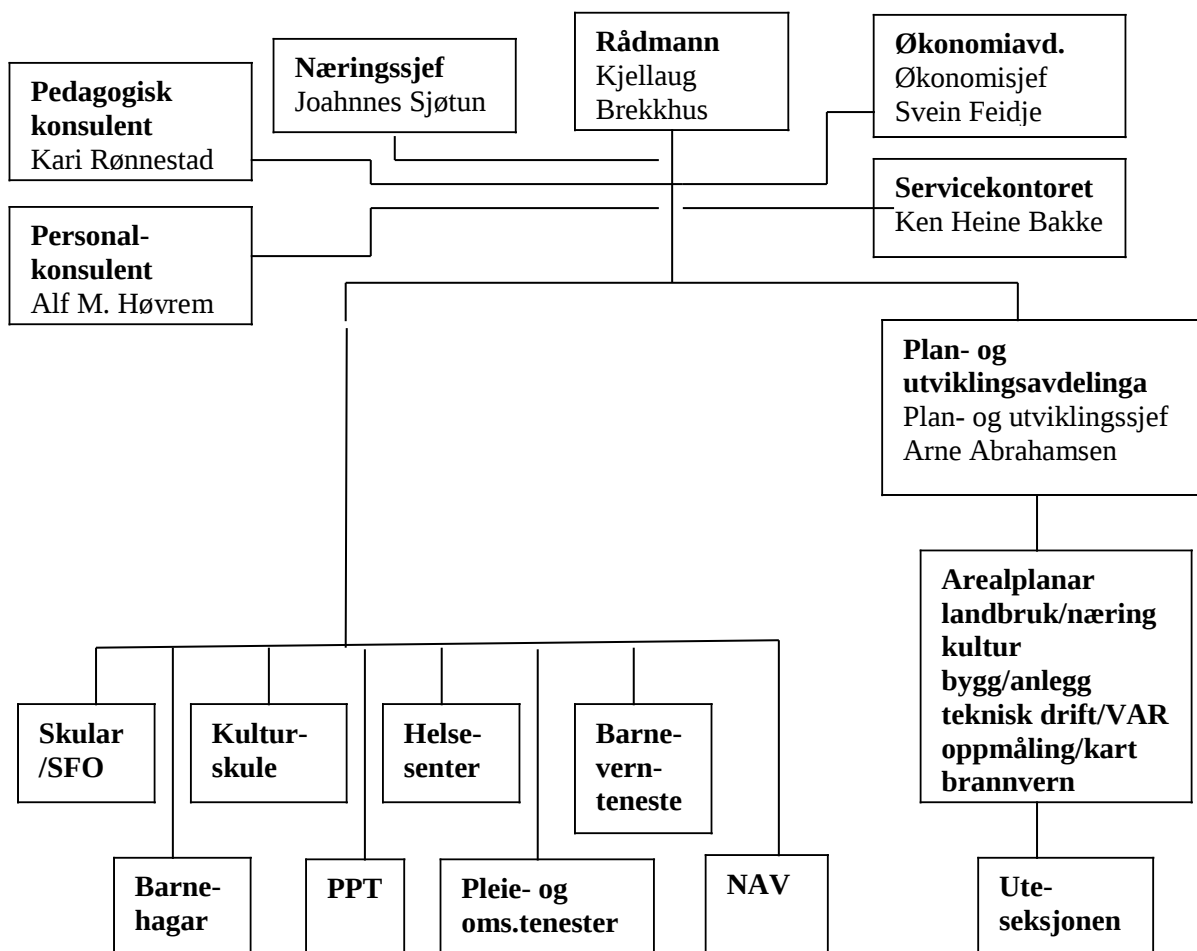 Rådmann
Kjellaug
Brekkhus
Økonomiavd.
Økonomisjef
Svein Feidje
Næringssjef
Joahnnes Sjøtun
Pedagogisk
konsulent
Kari Rønnestad
Servicekontoret
Ken Heine Bakke
Personal-
konsulent
Alf M. Høvrem
Plan- og
utviklingsavdelinga
Plan- og utviklingssjef
Arne Abrahamsen
Arealplanar
landbruk/næring
kultur
bygg/anlegg
teknisk drift/VAR
oppmåling/kart
brannvern
Skular
/SFO
Kultur-
skule
Helse-
senter
Barne-
vern-
teneste
Barne-
hagar
PPT
Pleie- og
oms.tenester
NAV
Ute-
seksjonen